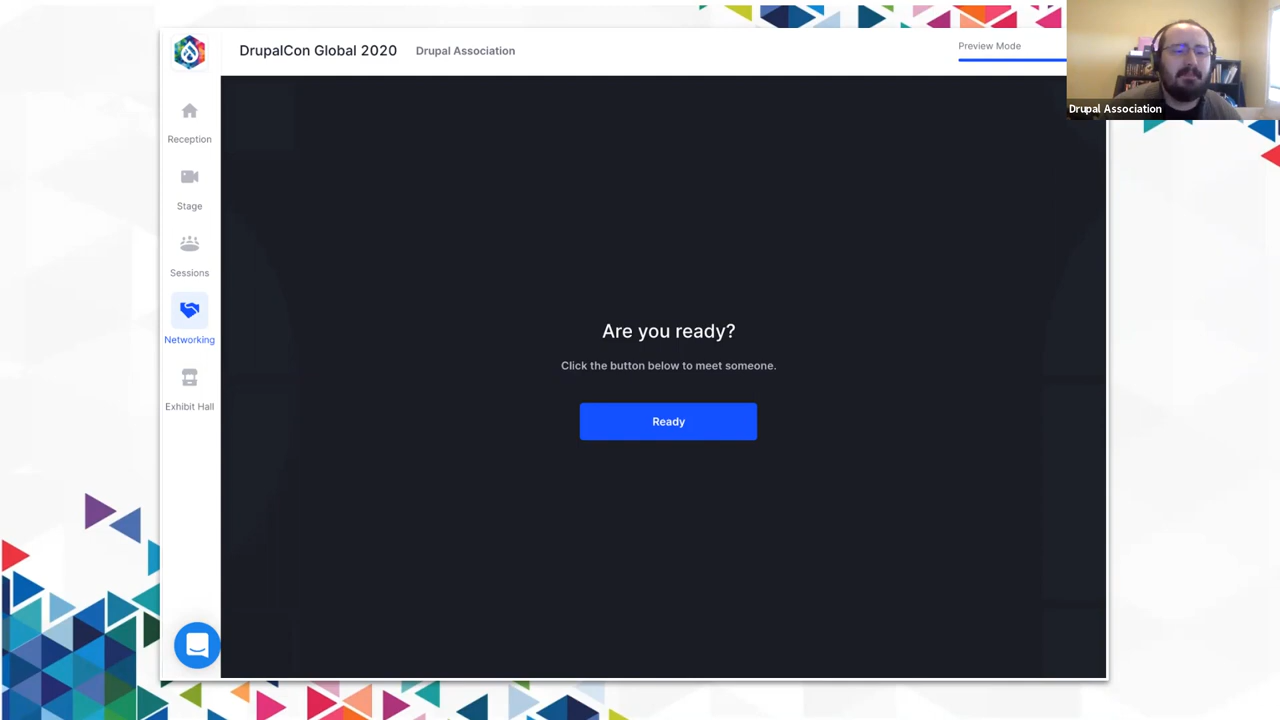 DrupalCon Global 2020
Drupal Association
Preview Mode
Drupal Association
Reception
Stage
Sessions
Networking
Exhibit Hall
Are you ready?
Click the button below to meet someone.
Ready